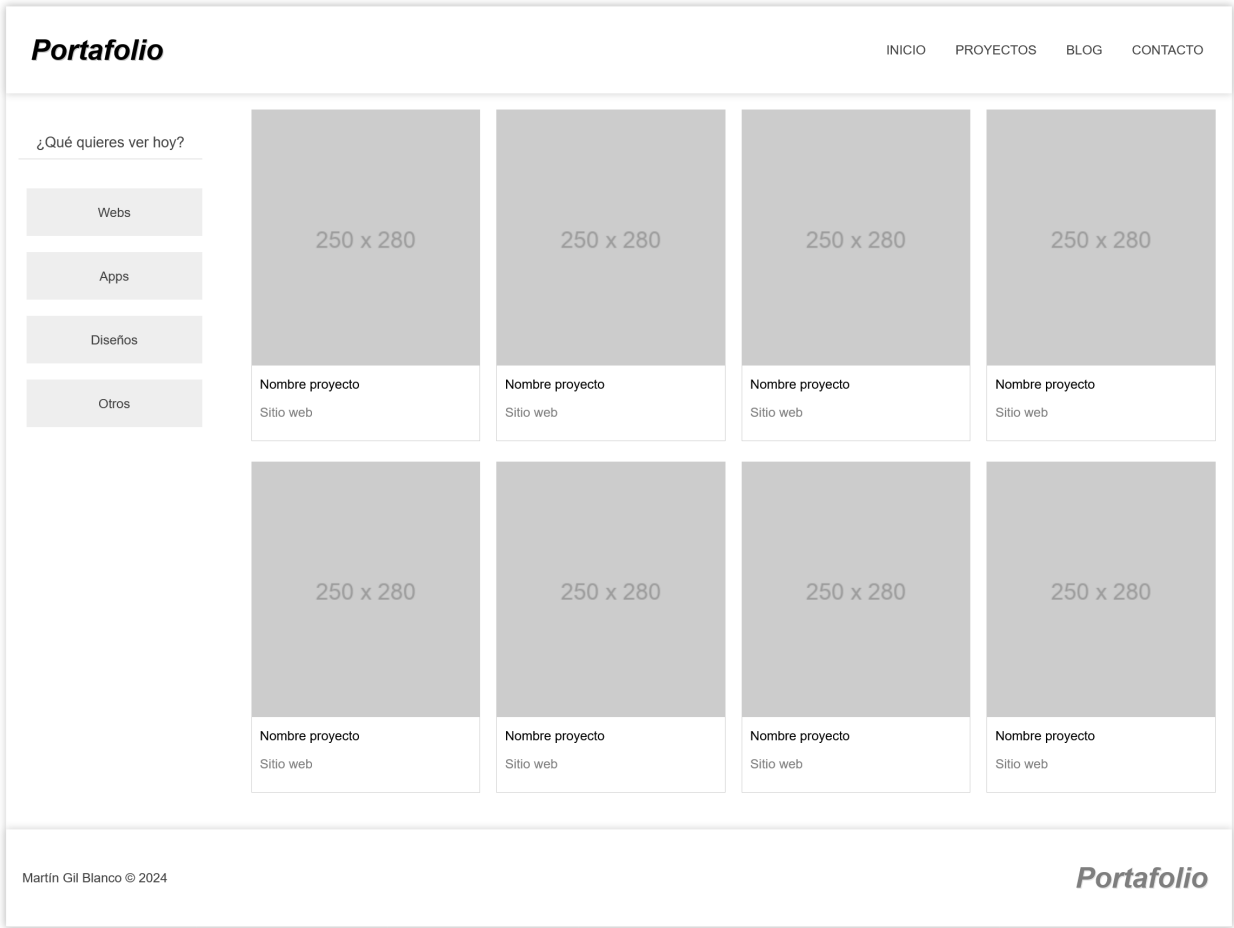 Portafolio
INICIO PROYECTOS BLOG CONTACTO
¿Qué quieres ver hoy?
Webs
Apps
Diseños
Otros
250 x 280 250 x 280 250 x 280 250 x 280
Nombre proyecto Nombre proyecto Nombre proyecto Nombre proyecto
Sitio web Sitio web Sitio web Sitio web
250 x 280 250 x 280 250 x 280 250 x 280
Nombre proyecto Nombre proyecto Nombre proyecto Nombre proyecto
Sitio web Sitio web Sitio web Sitio web
Martín Gil Blanco © 2024
Portafolio